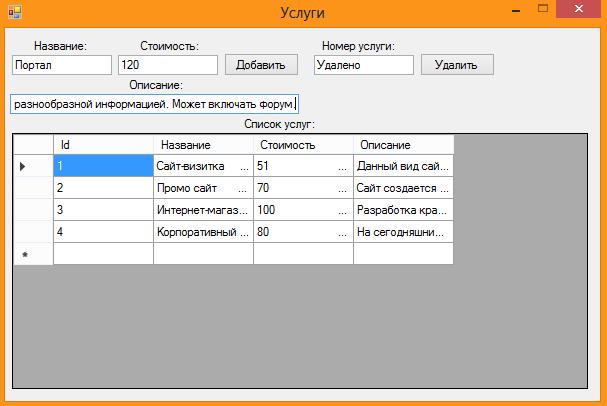 Услуги
Название: Стоимость: Номер услуги:
Портал 120 Добавить Удалено Удалить
Описание:
разнообразной информацией. Может включать форум.
Список услуг:
Id Название Стоимость Описание
1 Сайт-визитка ... 51 ... Данный вид сай...
2 Промо сайт ... 70 ... Сайт создается ...
3 Интернет-магаз... 100 ... Разработка кра...
4 Корпоративный ... 80 ... На сегодняшни...